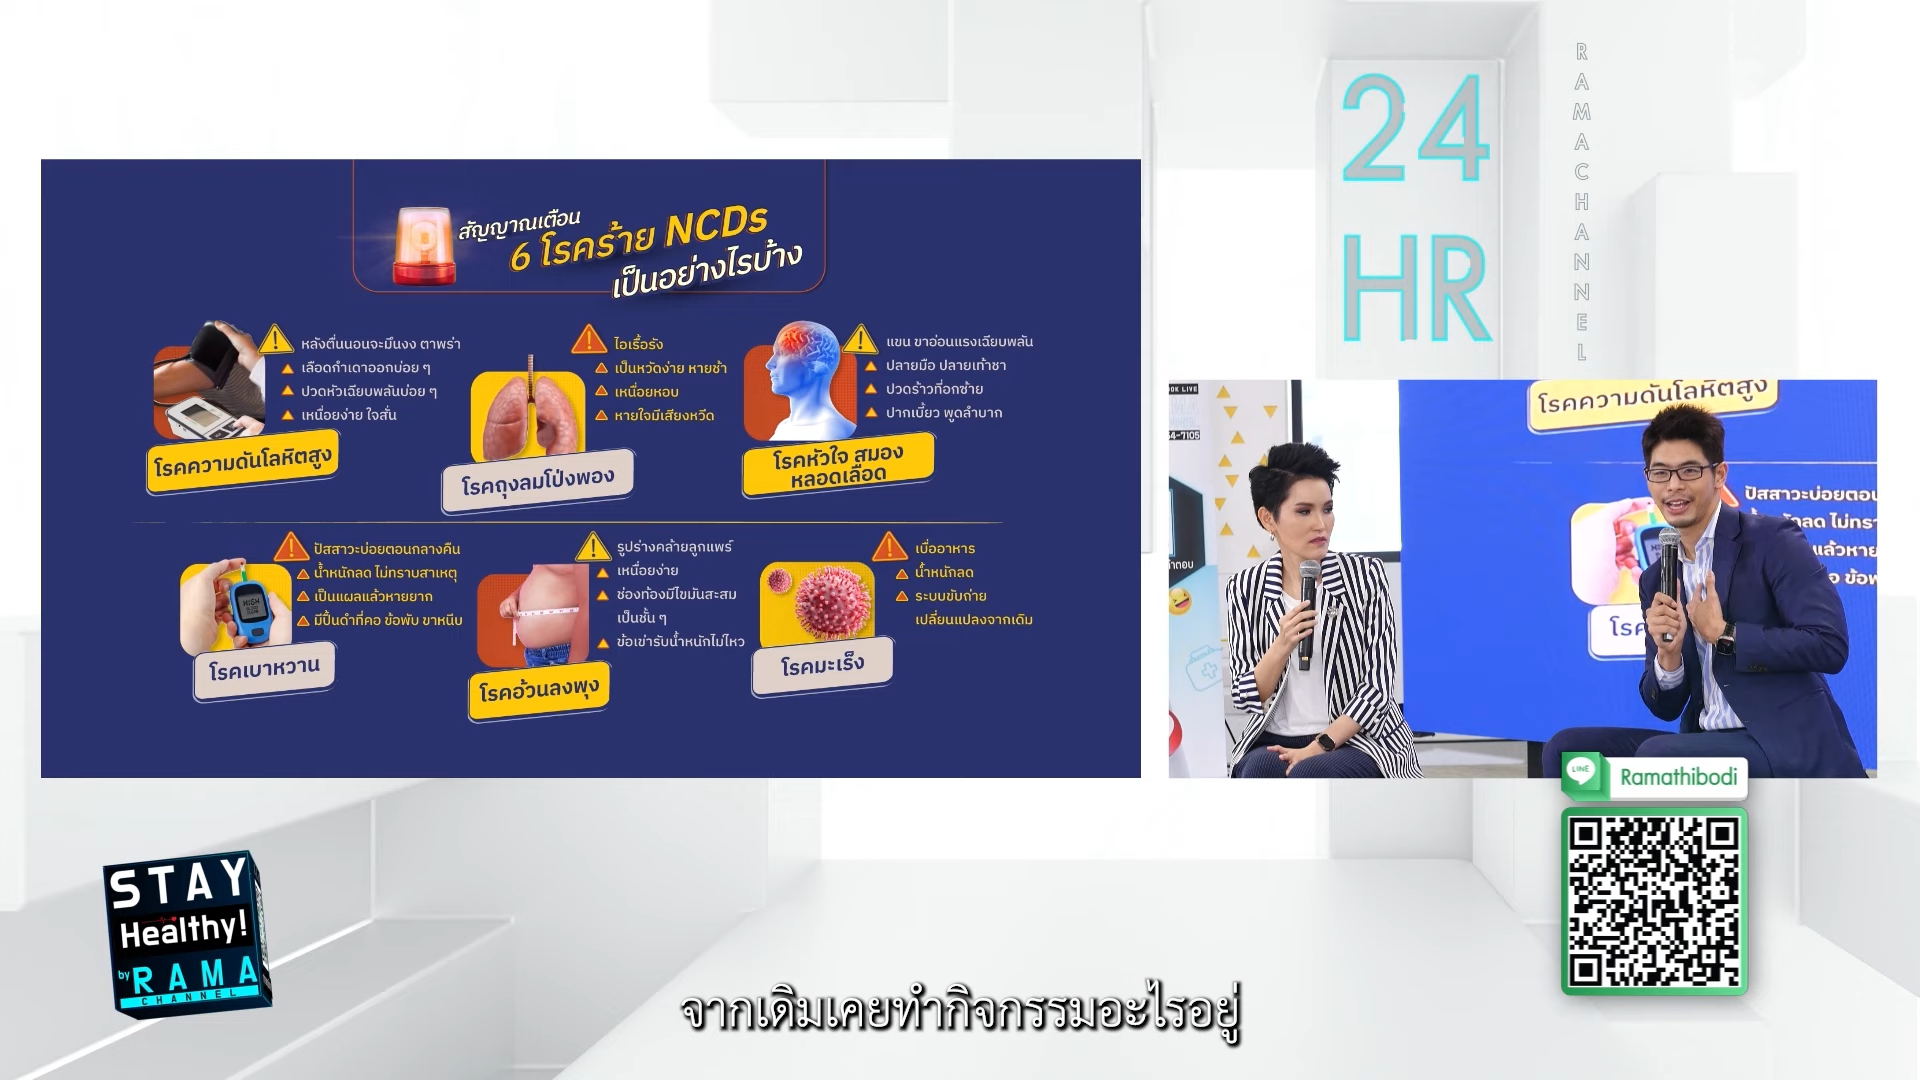 24
HR
RAMACHANNEL
สัญญาณเตือน
6 โรคร้าย NCDs
เป็นอย่างไรบ้าง
หลังตื่นนอนจะมึนงง ตาพร่า
เลือดกำเดาออกบ่อย ๆ
ปวดหัวเฉียบพลันบ่อย ๆ
เหนื่อยง่าย ใจสั่น
โรคความดันโลหิตสูง
ไอเรื้อรัง
เป็นหวัดง่าย หายช้า
เหนื่อยหอบ
หายใจมีเสียงหวีด
โรคถุงลมโป่งพอง
แขน ขาอ่อนแรงเฉียบพลัน
ปลายมือ ปลายเท้าชา
ปวดร้าวที่อกซ้าย
ปากเบี้ยว พูดลำบาก
โรคหัวใจ สมอง
หลอดเลือด
ปัสสาวะบ่อยตอนกลางคืน
น้ำหนักลด ไม่ทราบสาเหตุ
เป็นแผลแล้วหายยาก
มีปื้นดำที่คอ ข้อพับ ขาหนีบ
โรคเบาหวาน
รูปร่างคล้ายลูกแพร์
เหนื่อยง่าย
ช่องท้องมีไขมันสะสม
เป็นชั้น ๆ
ข้อเข่ารับน้ำหนักไม่ไหว
โรคอ้วนลงพุง
เบื่ออาหาร
น้ำหนักลด
ระบบขับถ่าย
เปลี่ยนแปลงจากเดิม
โรคมะเร็ง
โรคความดันโลหิตสูง
ปัสสาวะบ่อยตอน
LINE
Ramathibodi
STAY
Healthy!
by RAMA
CHANNEL
จากเดิมเคยทำกิจกรรมอะไรอยู่